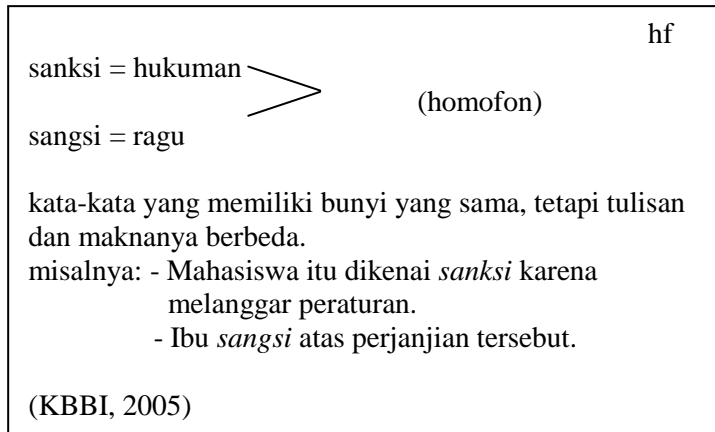 hf
sanksi = hukuman
(homofon)
sangsi = ragu
kata-kata yang memiliki bunyi yang sama, tetapi tulisan
dan maknanya berbeda.
misalnya: - Mahasiswa itu dikenai sanksi karena
melanggar peraturan.
- Ibu sangsi atas perjanjian tersebut.
(KBBI, 2005)